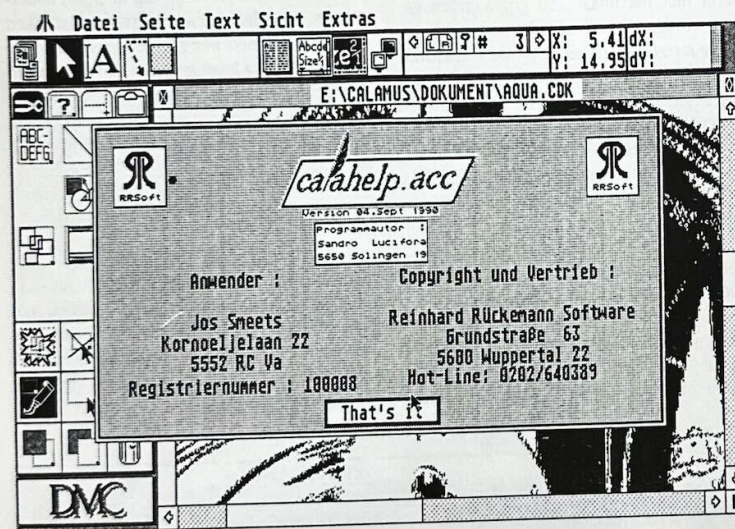 Datei Seite Text Sicht Extras
Abcde
Size
# 3
X: 5.41 dX:
Y: 14.95 dY:
E:\CALAMUS\DOKUMENT\AQUA.CDK
ABC-
DEFG
RRSoft
calahelp.acc
RRSoft
Version 04.Sept 1990
Programmautor :
Sandro Lucifora
5650 Solingen 19
Anwender :
Copyright und Vertrieb :
Jos Smeets
Kornoeljelaan 22
5552 RC Va
Registriernummer : 100008
Reinhard Rückemann Software
Grundstraße 63
5600 Wuppertal 22
Hot-Line: 0202/640389
That's it
DMC